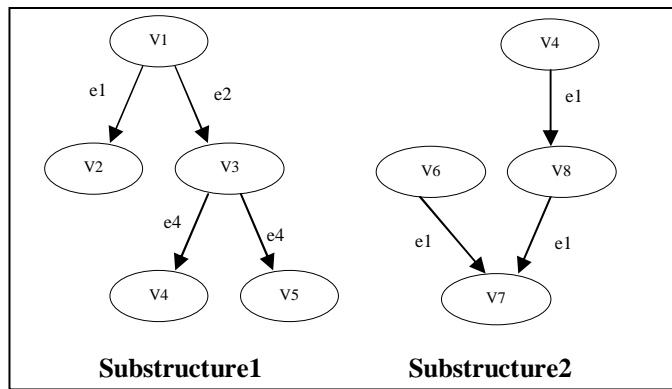 V1
V4
e1
e2
e1
V2
V3
V6
V8
e4
e4
e1
e1
V4
V5
V7
Substructure1
Substructure2